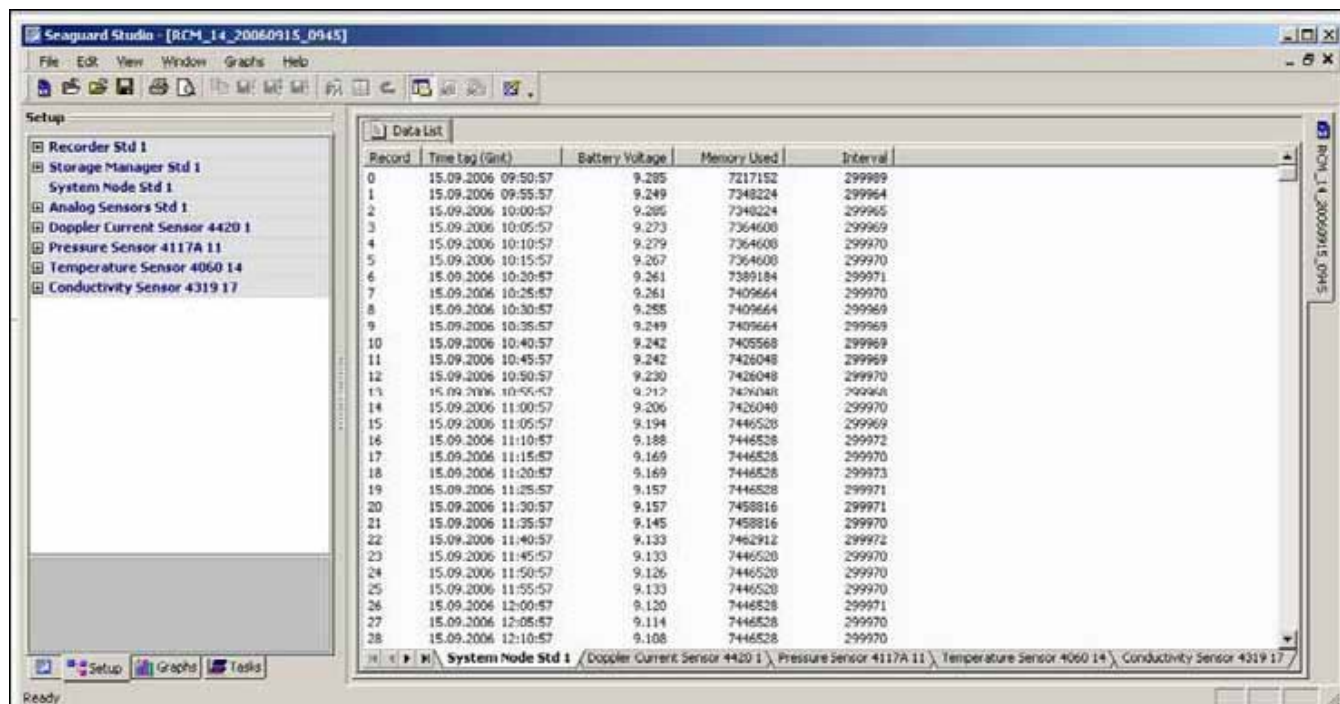 Seaguard Studio - [RCM_14_20060915_0945]
File Edit View Window Graphs Help
Setup
Recorder Std 1
Storage Manager Std 1
System Node Std 1
Analog Sensors Std 1
Doppler Current Sensor 4420 1
Pressure Sensor 4117A 11
Temperature Sensor 4060 14
Conductivity Sensor 4319 17
Setup Graphs Tasks
Data List
Record Time tag (Gmt) Battery Voltage Memory Used Interval
0 15.09.2006 09:50:57 9.285 7217152 299989
1 15.09.2006 09:55:57 9.249 7348224 299964
2 15.09.2006 10:00:57 9.285 7348224 299965
3 15.09.2006 10:05:57 9.273 7364608 299969
4 15.09.2006 10:10:57 9.279 7364608 299970
5 15.09.2006 10:15:57 9.267 7364608 299970
6 15.09.2006 10:20:57 9.261 7389184 299971
7 15.09.2006 10:25:57 9.261 7409664 299970
8 15.09.2006 10:30:57 9.255 7409664 299969
9 15.09.2006 10:35:57 9.249 7409664 299969
10 15.09.2006 10:40:57 9.242 7405568 299969
11 15.09.2006 10:45:57 9.242 7426048 299969
12 15.09.2006 10:50:57 9.230 7426048 299970
13 15.09.2006 10:55:57 9.212 7426048 299968
14 15.09.2006 11:00:57 9.206 7426048 299970
15 15.09.2006 11:05:57 9.194 7446528 299969
16 15.09.2006 11:10:57 9.188 7446528 299972
17 15.09.2006 11:15:57 9.169 7446528 299970
18 15.09.2006 11:20:57 9.169 7446528 299973
19 15.09.2006 11:25:57 9.157 7446528 299971
20 15.09.2006 11:30:57 9.157 7458816 299971
21 15.09.2006 11:35:57 9.145 7458816 299970
22 15.09.2006 11:40:57 9.133 7462912 299972
23 15.09.2006 11:45:57 9.133 7446528 299970
24 15.09.2006 11:50:57 9.126 7446528 299970
25 15.09.2006 11:55:57 9.133 7446528 299970
26 15.09.2006 12:00:57 9.120 7446528 299971
27 15.09.2006 12:05:57 9.114 7446528 299970
28 15.09.2006 12:10:57 9.108 7446528 299970
System Node Std 1 Doppler Current Sensor 4420 1 Pressure Sensor 4117A 11 Temperature Sensor 4060 14 Conductivity Sensor 4319 17
RCM_14_20060915_0945
Ready